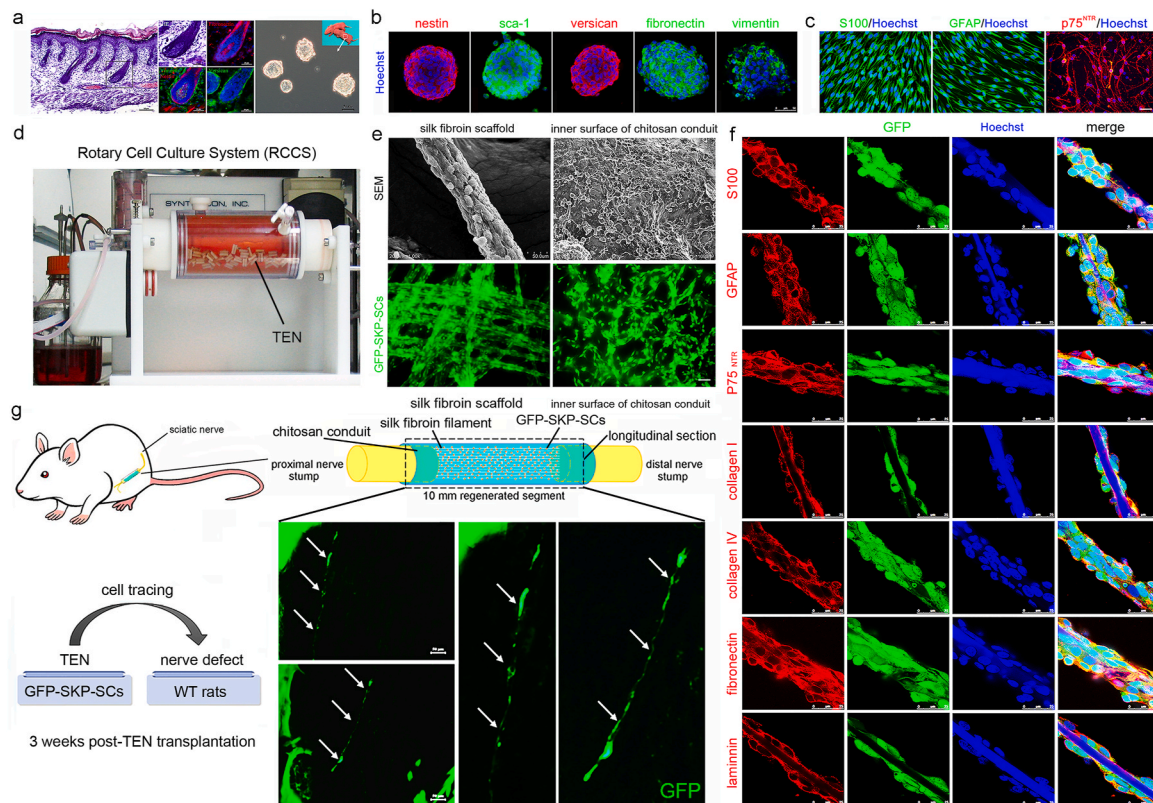 a
b
nestin
sca-1
versican
fibronectin
vimentin
Hoechst
c
S100/Hoechst
GFAP/Hoechst
p75NTR/Hoechst
d
Rotary Cell Culture System (RCCS)
TEN
e
silk fibroin scaffold
inner surface of chitosan conduit
SEM
GFP-SKP-SCs
f
GFP
Hoechst
merge
S100
GFAP
P75 NTR
collagen I
collagen IV
fibronectin
laminnin
g
sciatic nerve
silk fibroin scaffold
inner surface of chitosan conduit
silk fibroin filament
GFP-SKP-SCs
chitosan conduit
longitudinal section
proximal nerve
stump
distal nerve
stump
10 mm regenerated segment
cell tracing
TEN
nerve defect
GFP-SKP-SCs
WT rats
3 weeks post-TEN transplantation
GFP